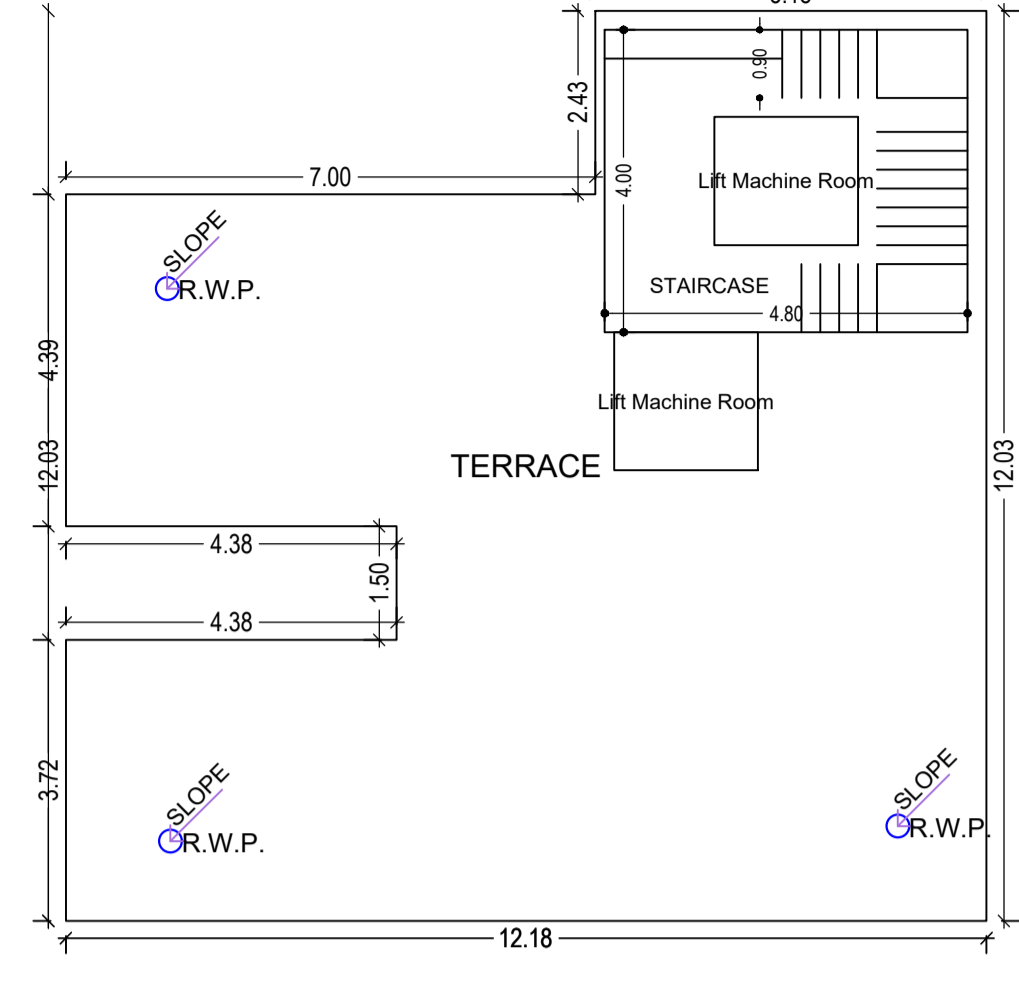 2.43
0.90
7.00
4.00
Lift Machine Room
SLOPE
R.W.P.
STAIRCASE
4.80
4.39
Lift Machine Room
12.03
TERRACE
12.03
4.38
1.50
4.38
3.72
SLOPE
R.W.P.
SLOPE
R.W.P.
12.18